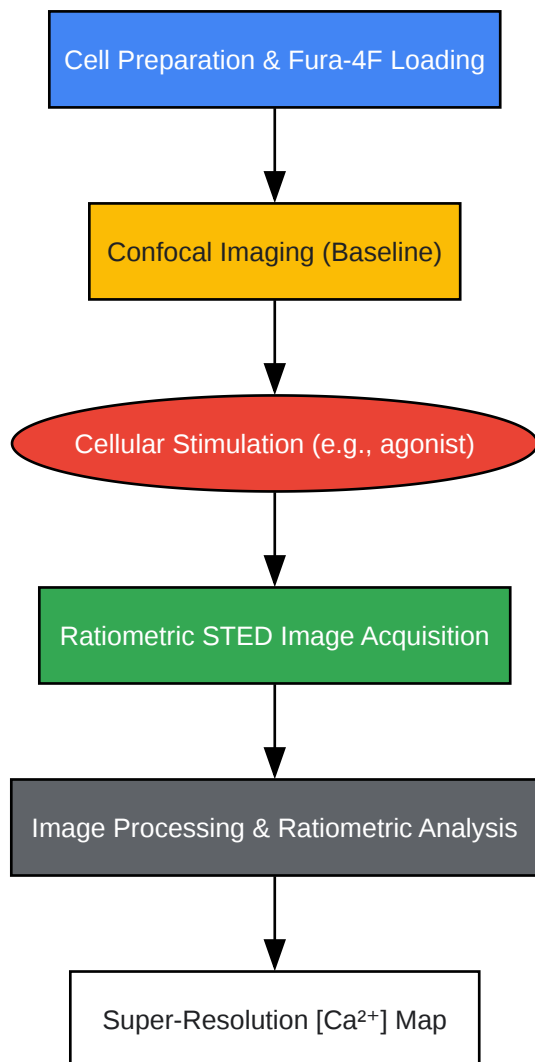 Cell Preparation & Fura-4F Loading
Confocal Imaging (Baseline)
Cellular Stimulation (e.g., agonist)
Ratiometric STED Image Acquisition
Image Processing & Ratiometric Analysis
Super-Resolution [Ca²⁺] Map